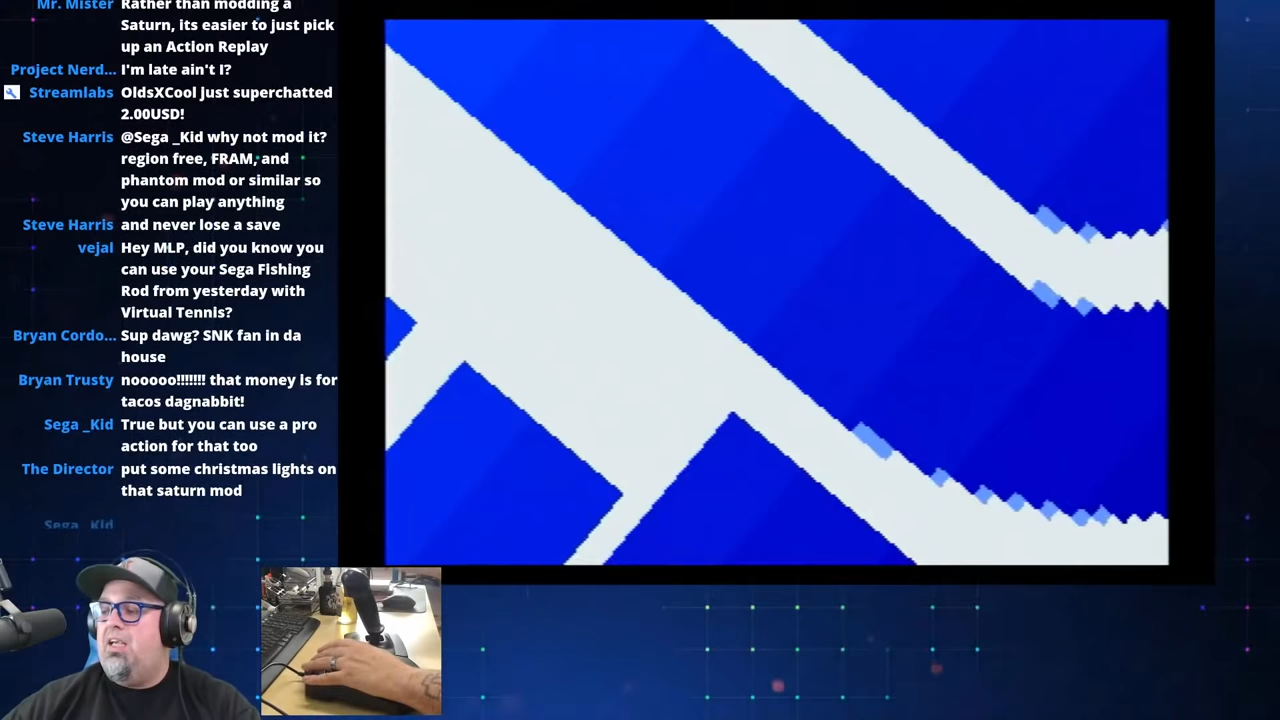 Mr. Mister Rather than modding a
Saturn, its easier to just pick
up an Action Replay
Project Nerd... I'm late ain't I?
Streamlabs OldsXCool just superchatted
2.00USD!
Steve Harris @Sega _Kid why not mod it?
region free, FRAM, and
phantom mod or similar so
you can play anything
Steve Harris and never lose a save
vejal Hey MLP, did you know you
can use your Sega Fishing
Rod from yesterday with
Virtual Tennis?
Bryan Cordo... Sup dawg? SNK fan in da
house
Bryan Trusty nooooo!!!!!!! that money is for
tacos dagnabbit!
Sega _Kid True but you can use a pro
action for that too
The Director put some christmas lights on
that saturn mod
Sega _Kid